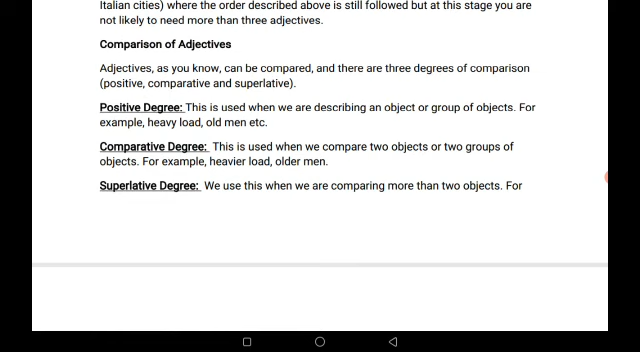 Italian cities) where the order described above is still followed but at this stage you are
not likely to need more than three adjectives.
Comparison of Adjectives
Adjectives, as you know, can be compared, and there are three degrees of comparison
(positive, comparative and superlative).
Positive Degree: This is used when we are describing an object or group of objects. For
example, heavy load, old men etc.
Comparative Degree: This is used when we compare two objects or two groups of
objects. For example, heavier load, older men.
Superlative Degree: We use this when we are comparing more than two objects. For